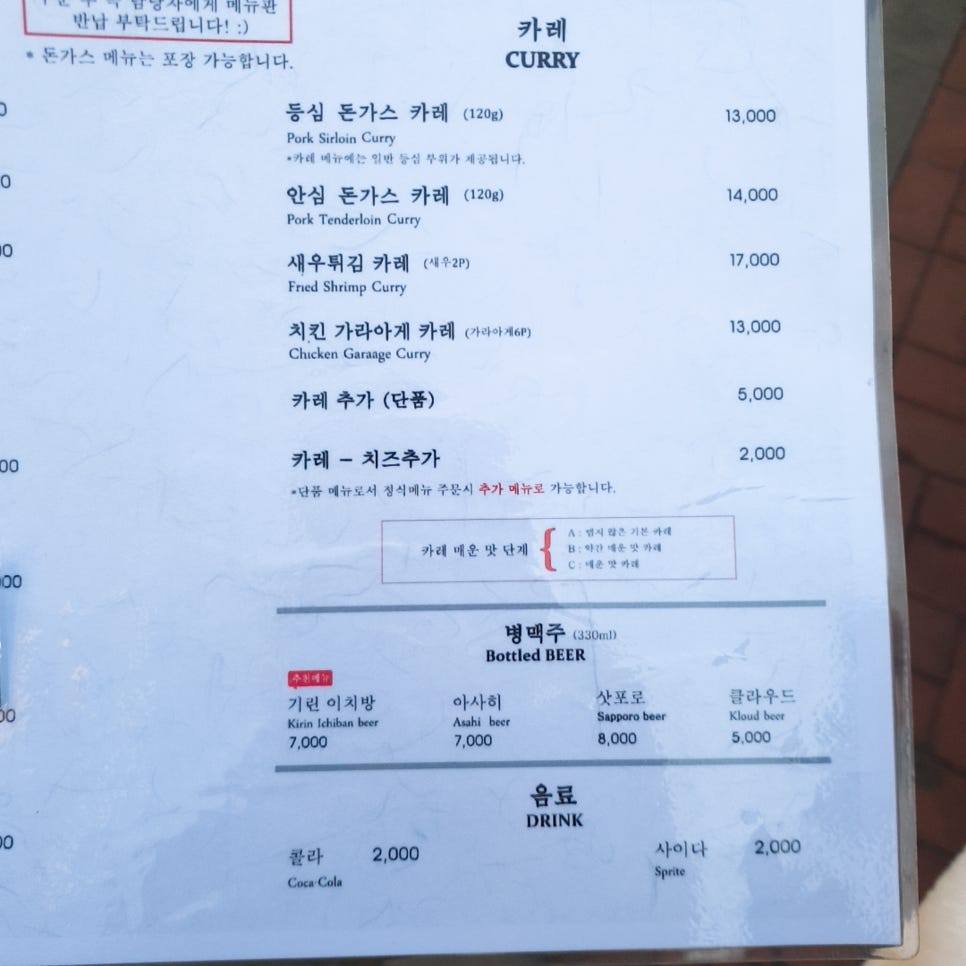 반납 부탁드립니다! :)
* 돈가스 메뉴는 포장 가능합니다.
카레
CURRY
등심 돈가스 카레 (120g) 13,000
Pork Sirloin Curry
*카레 메뉴에는 일반 등심 부위가 제공됩니다.
안심 돈가스 카레 (120g) 14,000
Pork Tenderloin Curry
새우튀김 카레 (새우2P) 17,000
Fried Shrimp Curry
치킨 가라아게 카레 (가라아게6P) 13,000
Chicken Garaage Curry
카레 추가 (단품) 5,000
카레 - 치즈추가 2,000
*단품 메뉴로서 정식메뉴 주문시 추가 메뉴로 가능합니다.
카레 매운 맛 단계 {
A : 맵지 않은 기본 카레
B : 약간 매운 맛 카레
C : 매운 맛 카레
병맥주 (330ml)
Bottled BEER
추천메뉴
기린 이치방 아사히 삿포로 클라우드
Kirin Ichiban beer Asahi beer Sapporo beer Kloud beer
7,000 7,000 8,000 5,000
음료
DRINK
콜라 2,000 사이다 2,000
Coca-Cola Sprite